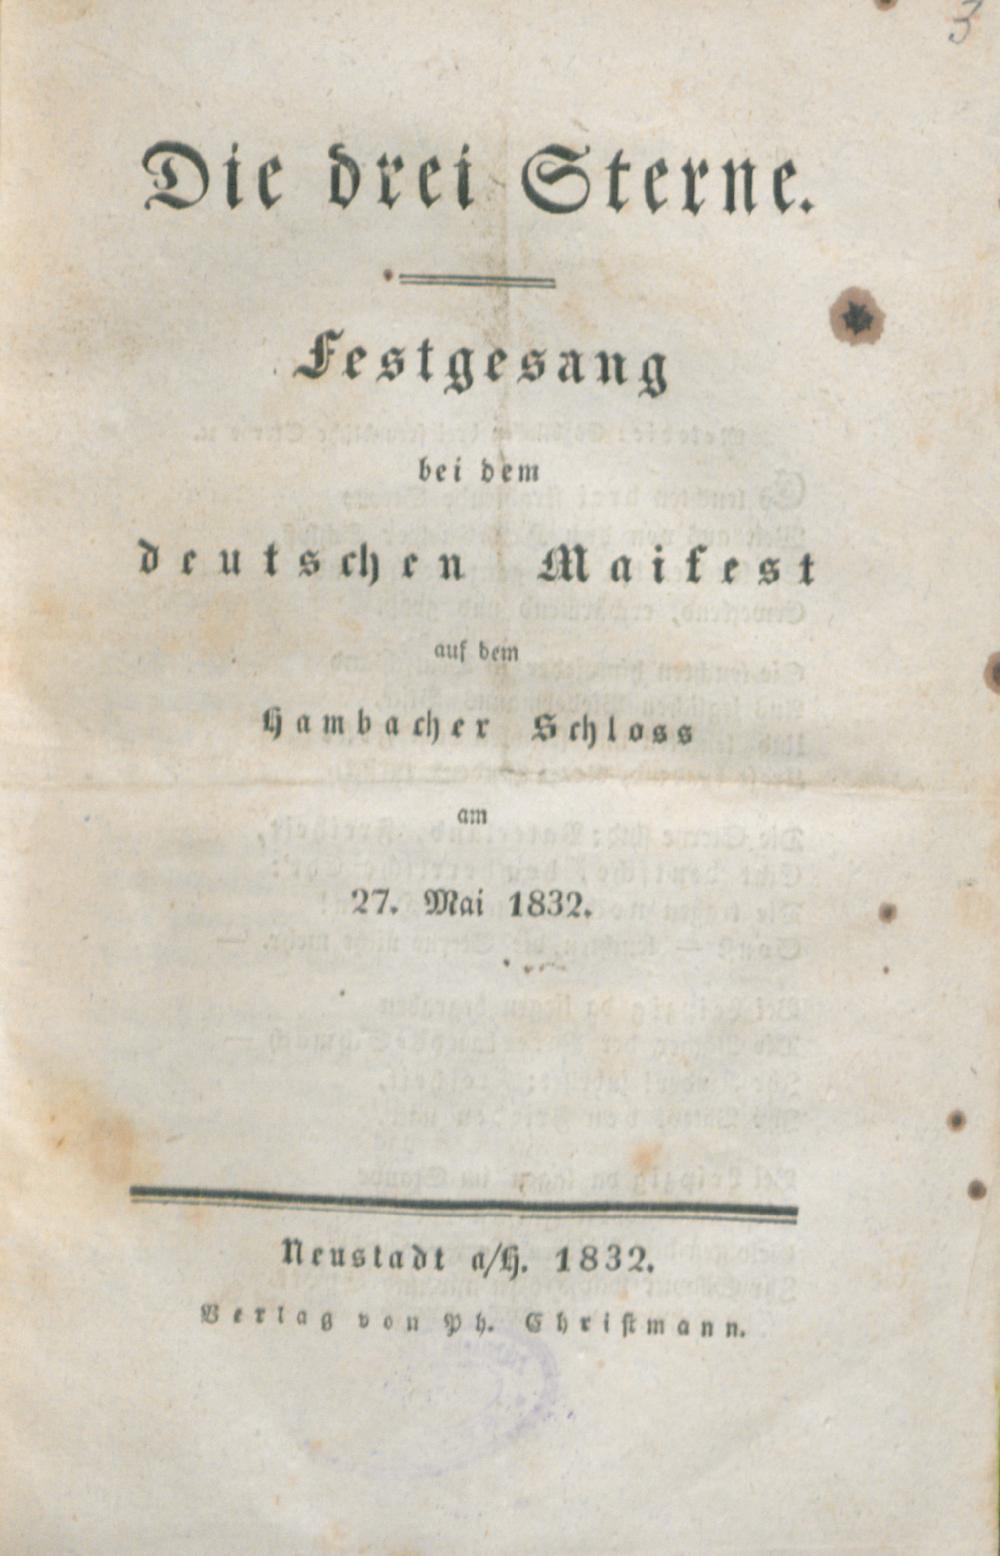 3
Die drei Sterne.
Festgesang
bei dem
deutschen Maifest
auf dem
Hambacher Schloss
am
27. Mai 1832.
Neustadt a/H. 1832.
Verlag von Ph. Christmann.